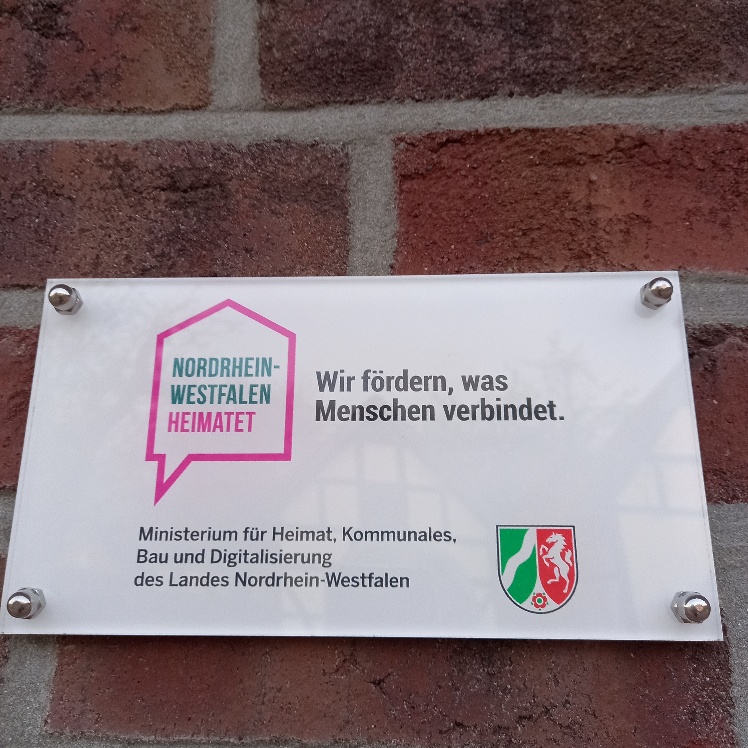 NORDRHEIN-
WESTFALEN
HEIMATET
Wir fördern, was
Menschen verbindet.
Ministerium für Heimat, Kommunales,
Bau und Digitalisierung
des Landes Nordrhein-Westfalen